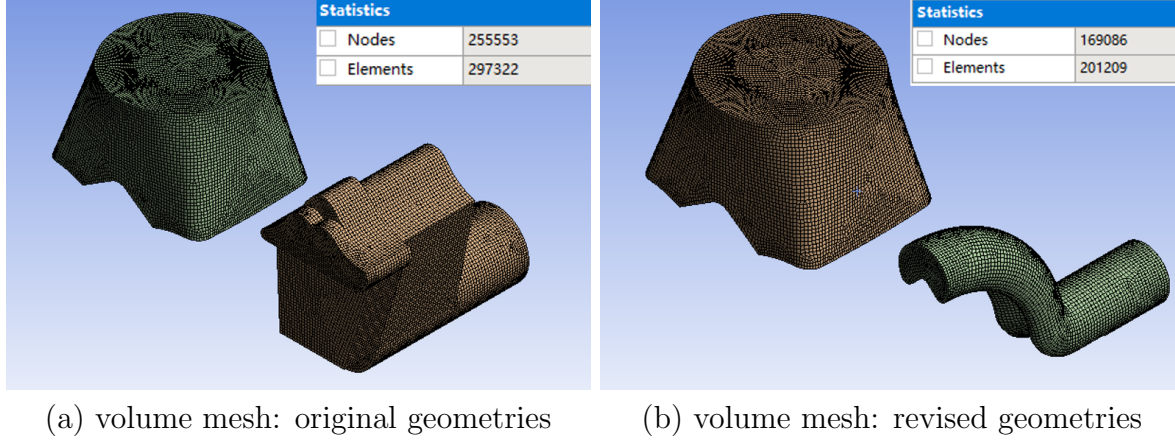 Statistics
Nodes 255553
Elements 297322
Statistics
Nodes 169086
Elements 201209
(a) volume mesh: original geometries
(b) volume mesh: revised geometries